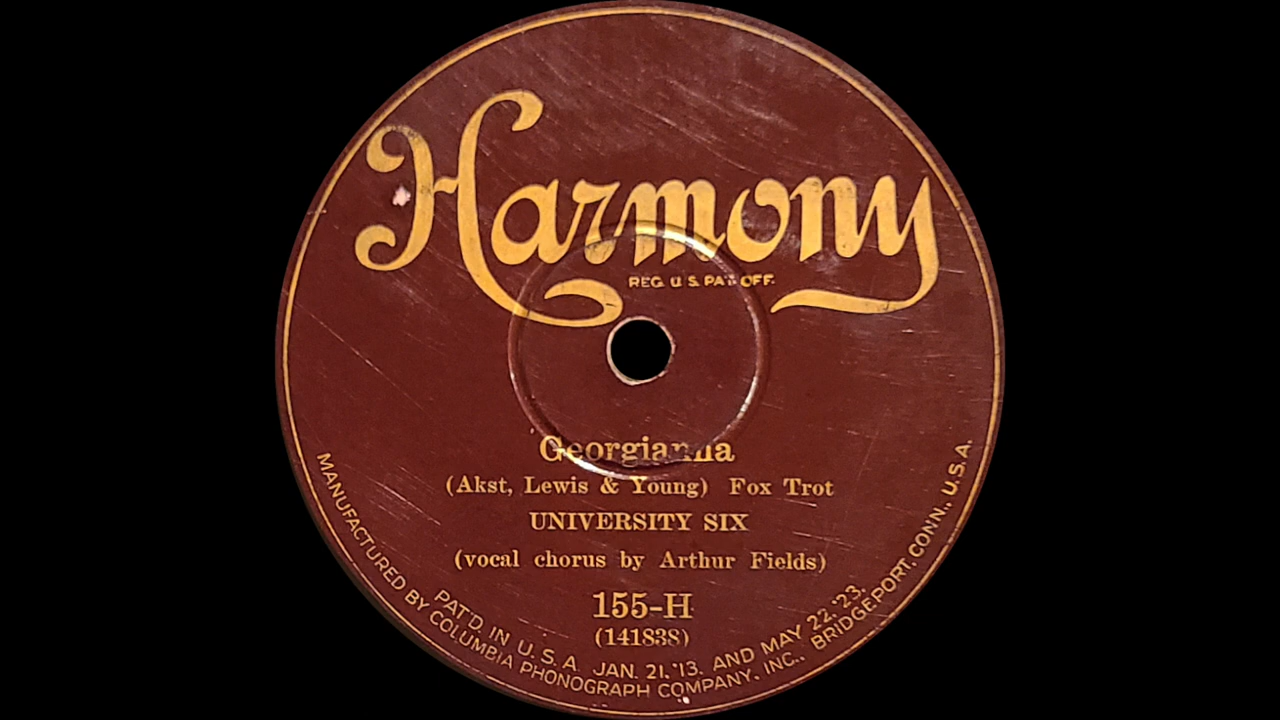 Harmony
REG. U.S. PAT. OFF.
Georgianna
(Akst, Lewis & Young) Fox Trot
UNIVERSITY SIX
(vocal chorus by Arthur Fields)
155-H
(141838)
PAT'D. IN U.S.A. JAN. 21, '13. AND MAY 22, '23.
MANUFACTURED BY COLUMBIA PHONOGRAPH COMPANY, INC., BRIDGEPORT, CONN., U.S.A.